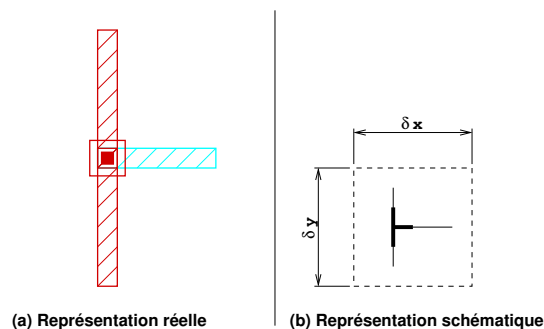 δx
δy
(a) Représentation réelle
(b) Représentation schématique